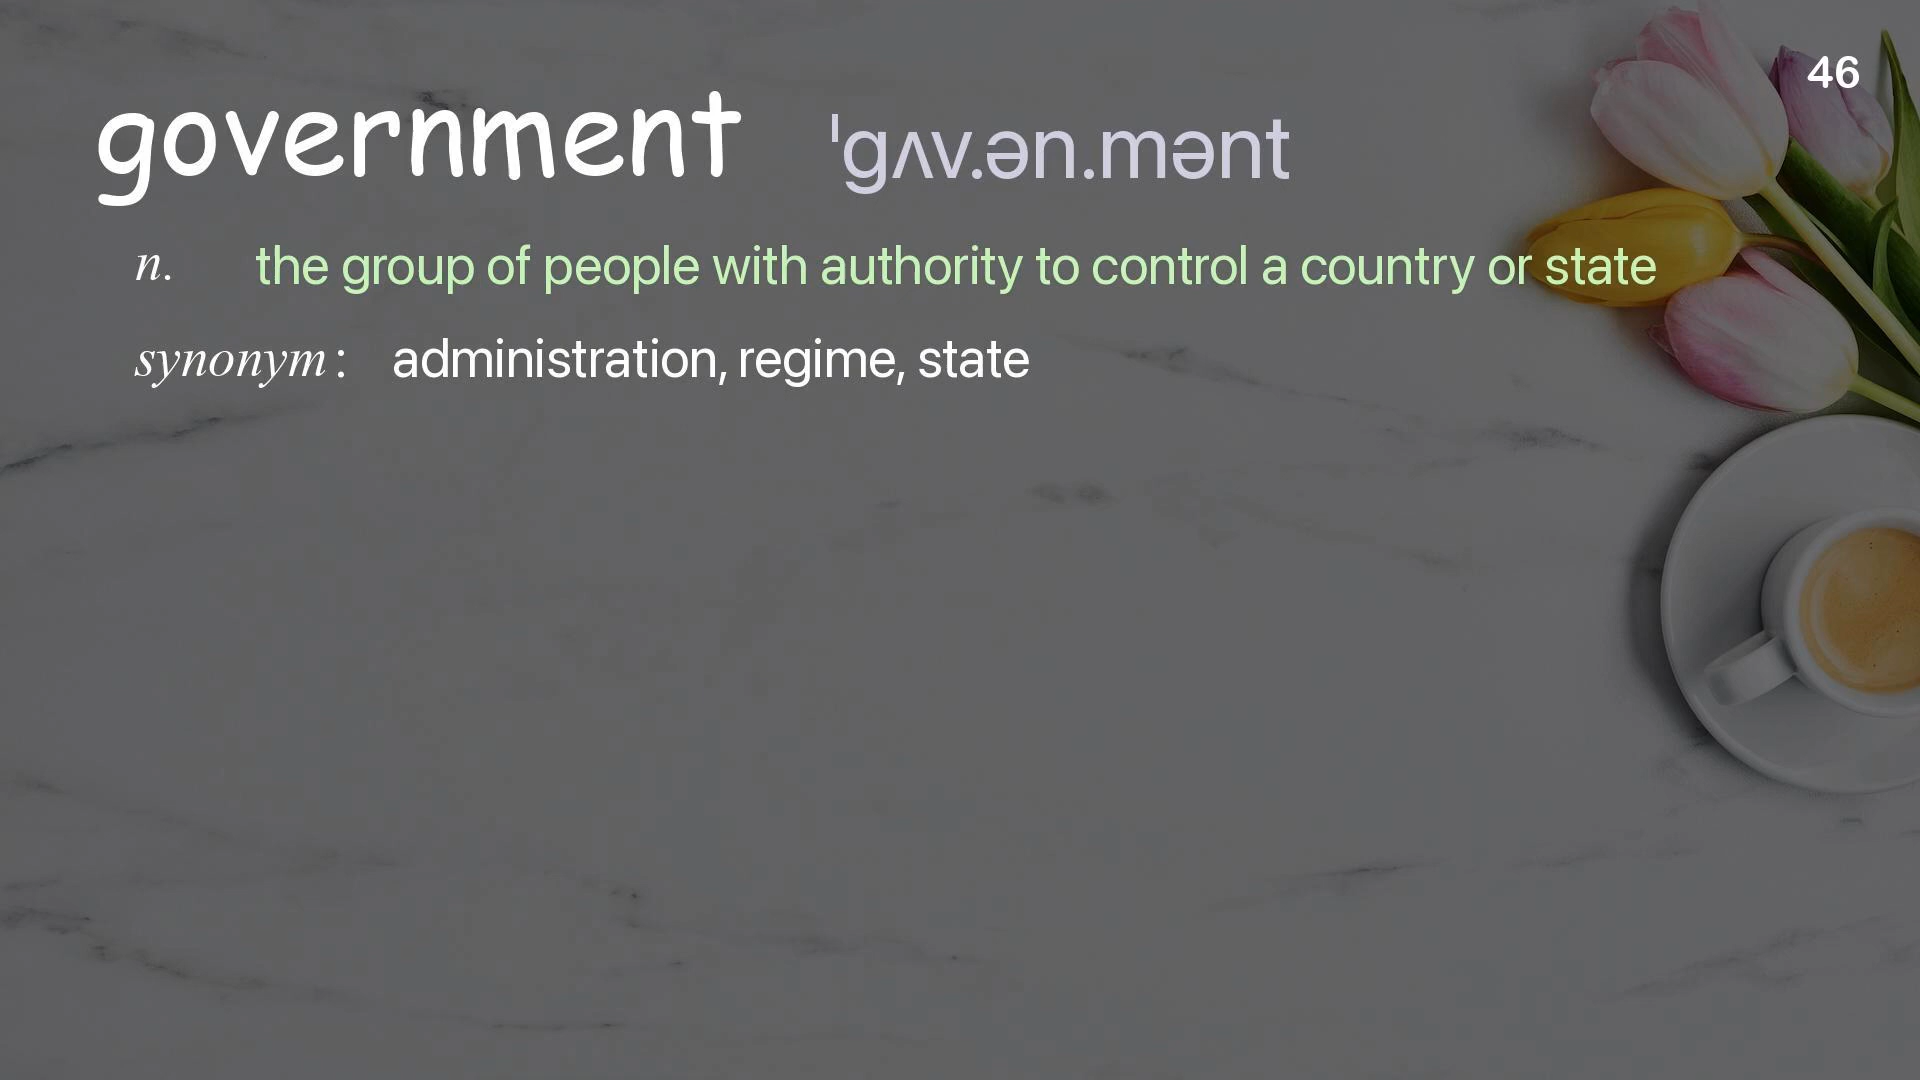 46
government ˈgʌv.ən.mənt
n. the group of people with authority to control a country or state
synonym: administration, regime, state